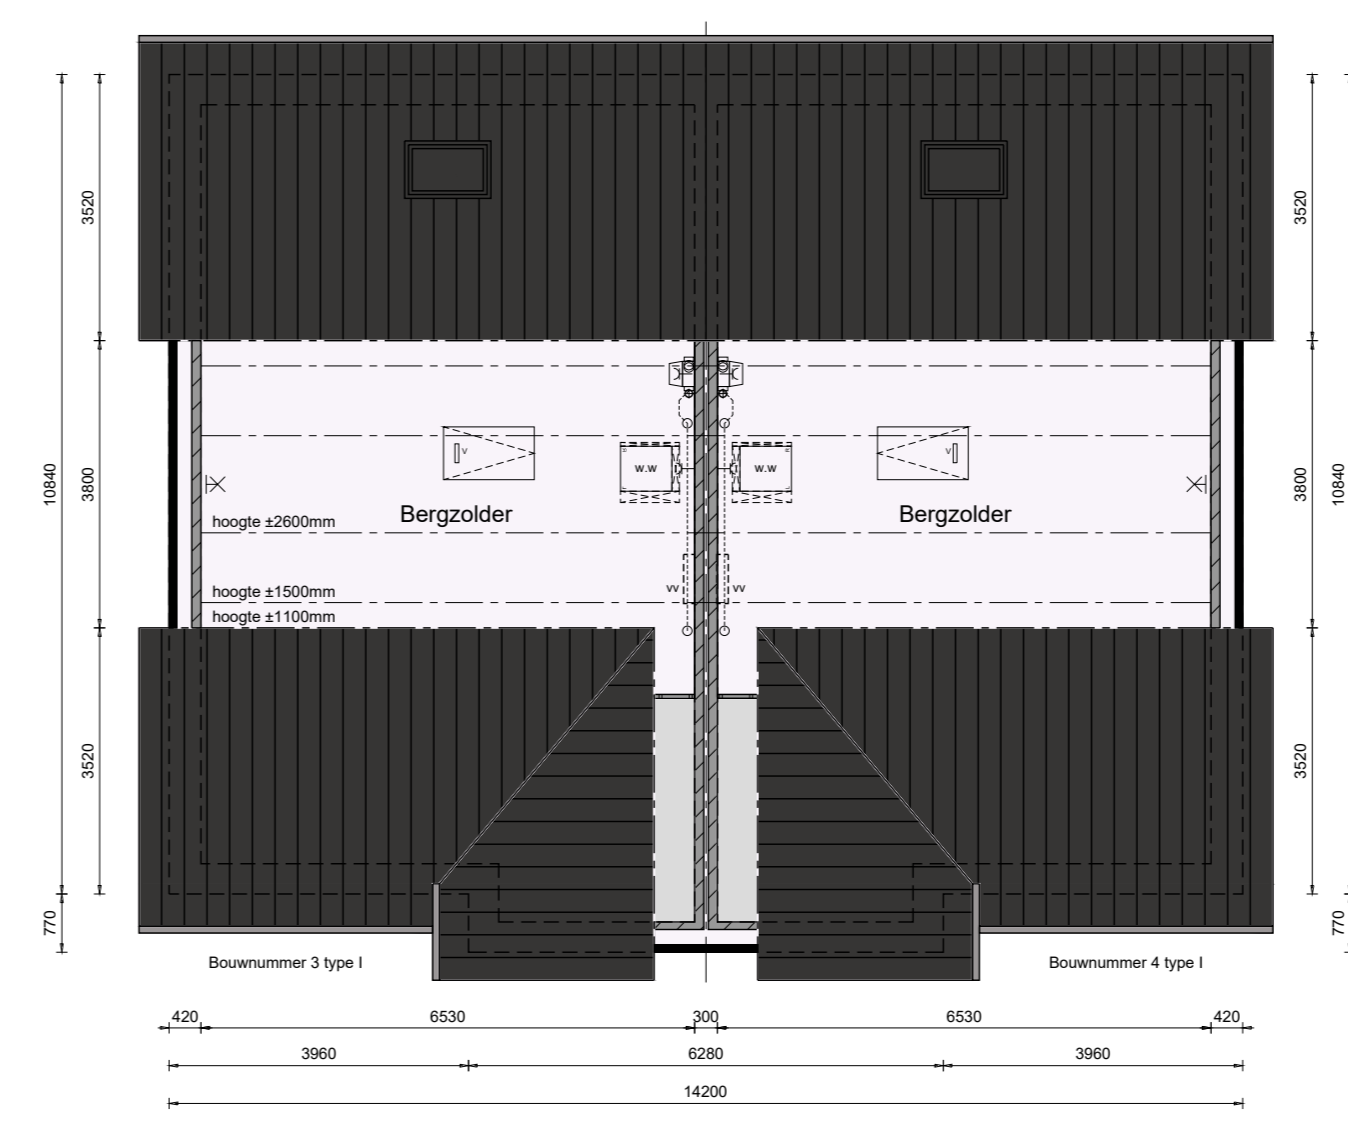 3520
3520
10840
3800
3800
10840
V
V
W.W
W.W
Bergzolder
Bergzolder
hoogte ±2600mm
hoogte ±1500mm
VV
VV
hoogte ±1100mm
3520
3520
770
770
Bouwnummer 3 type I
Bouwnummer 4 type I
420
6530
300
6530
420
3960
6280
3960
14200